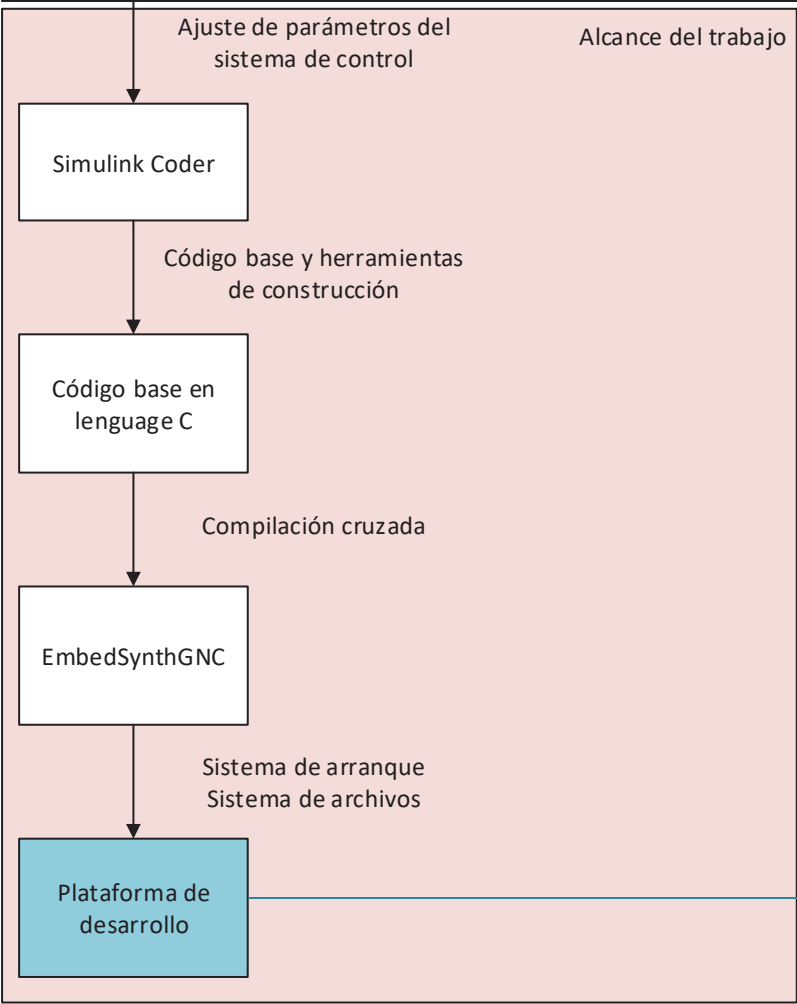 Ajuste de parámetros del
sistema de control
Alcance del trabajo
Simulink Coder
Código base y herramientas
de construcción
Código base en
lenguage C
Compilación cruzada
EmbedSynthGNC
Sistema de arranque
Sistema de archivos
Plataforma de
desarrollo